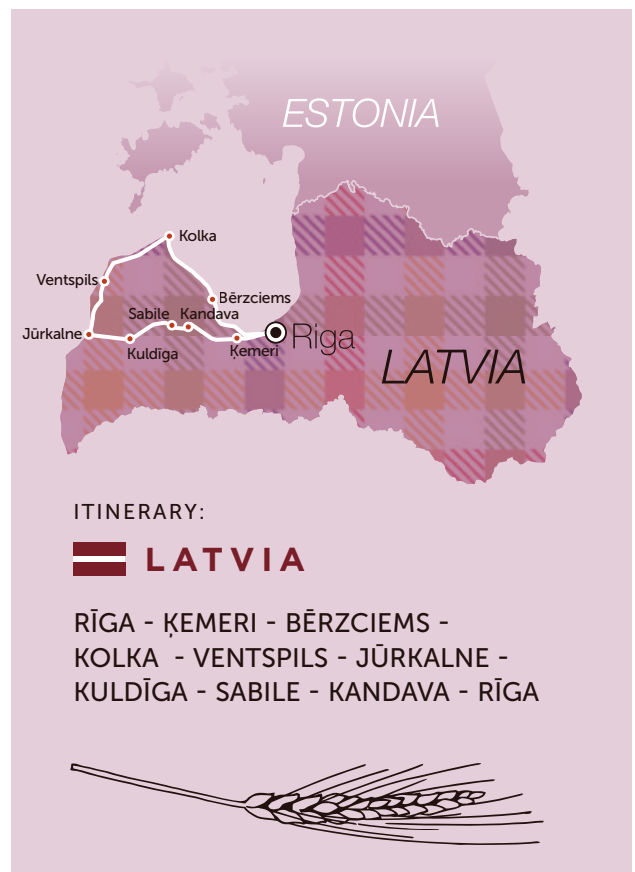 ESTONIA
Kolka
Ventspils
Bērzciems
Sabile Kandava
Jūrkalne
Riga
Kuldīga
Ķemeri
LATVIA
ITINERARY:
LATVIA
RĪGA - ĶEMERI - BĒRZCIEMS -
KOLKA - VENTSPILS - JŪRKALNE -
KULDĪGA - SABILE - KANDAVA - RĪGA